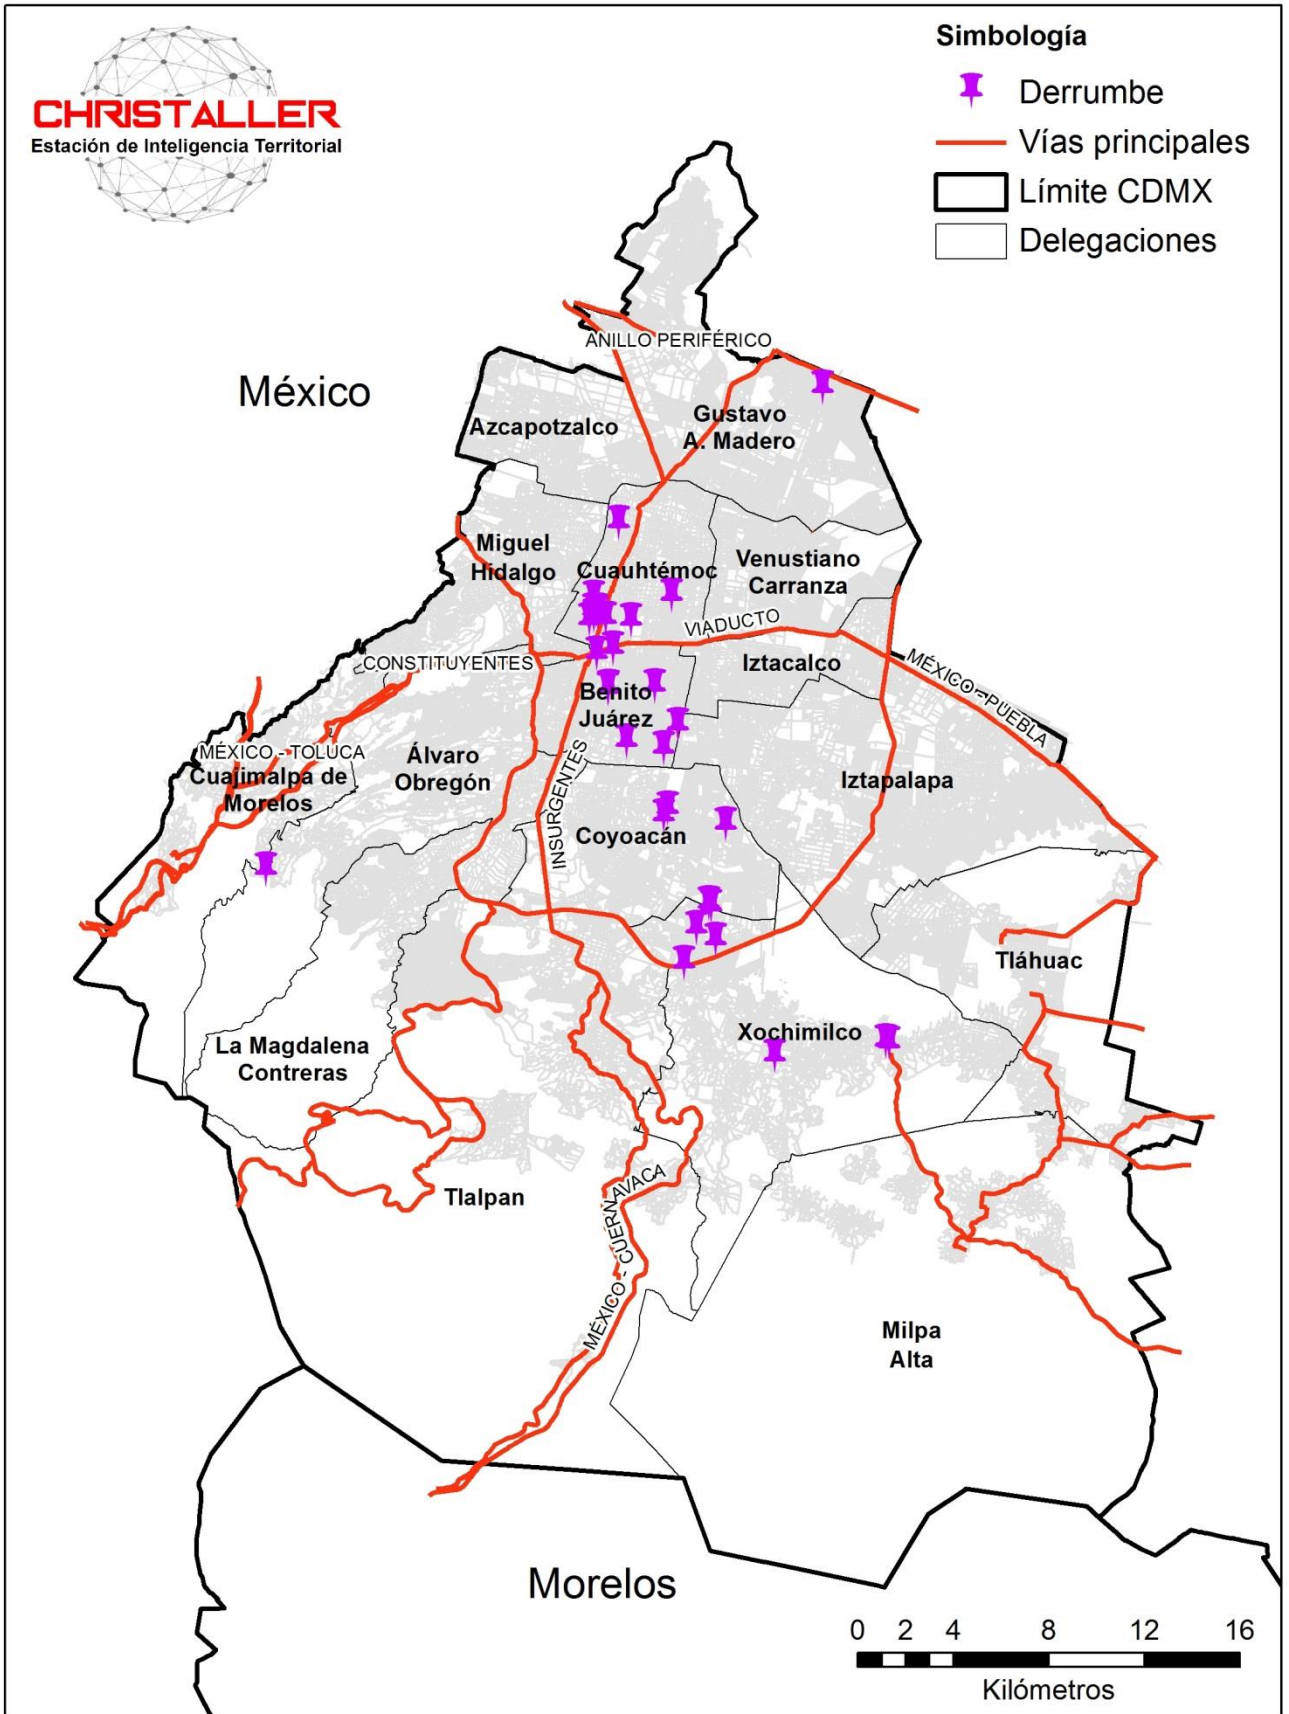 CHRISTALLER
Estación de Inteligencia Territorial
Simbología
Derrumbe
Vías principales
Límite CDMX
Delegaciones
México
ANILLO PERIFÉRICO
Azcapotzalco
Gustavo
A. Madero
Miguel
Hidalgo
Cuauhtémoc
Venustiano
Carranza
VIADUCTO
CONSTITUYENTES
Iztacalco
MÉXICO - PUEBLA
Benito
Juárez
MÉXICO - TOLUCA
Cuajimalpa de
Morelos
Álvaro
Obregón
INSURGENTES
Iztapalapa
Coyoacán
Tláhuac
Xochimilco
La Magdalena
Contreras
Tlalpan
MÉXICO - CUERNAVACA
Milpa
Alta
Morelos
0 2 4 8 12 16
Kilómetros